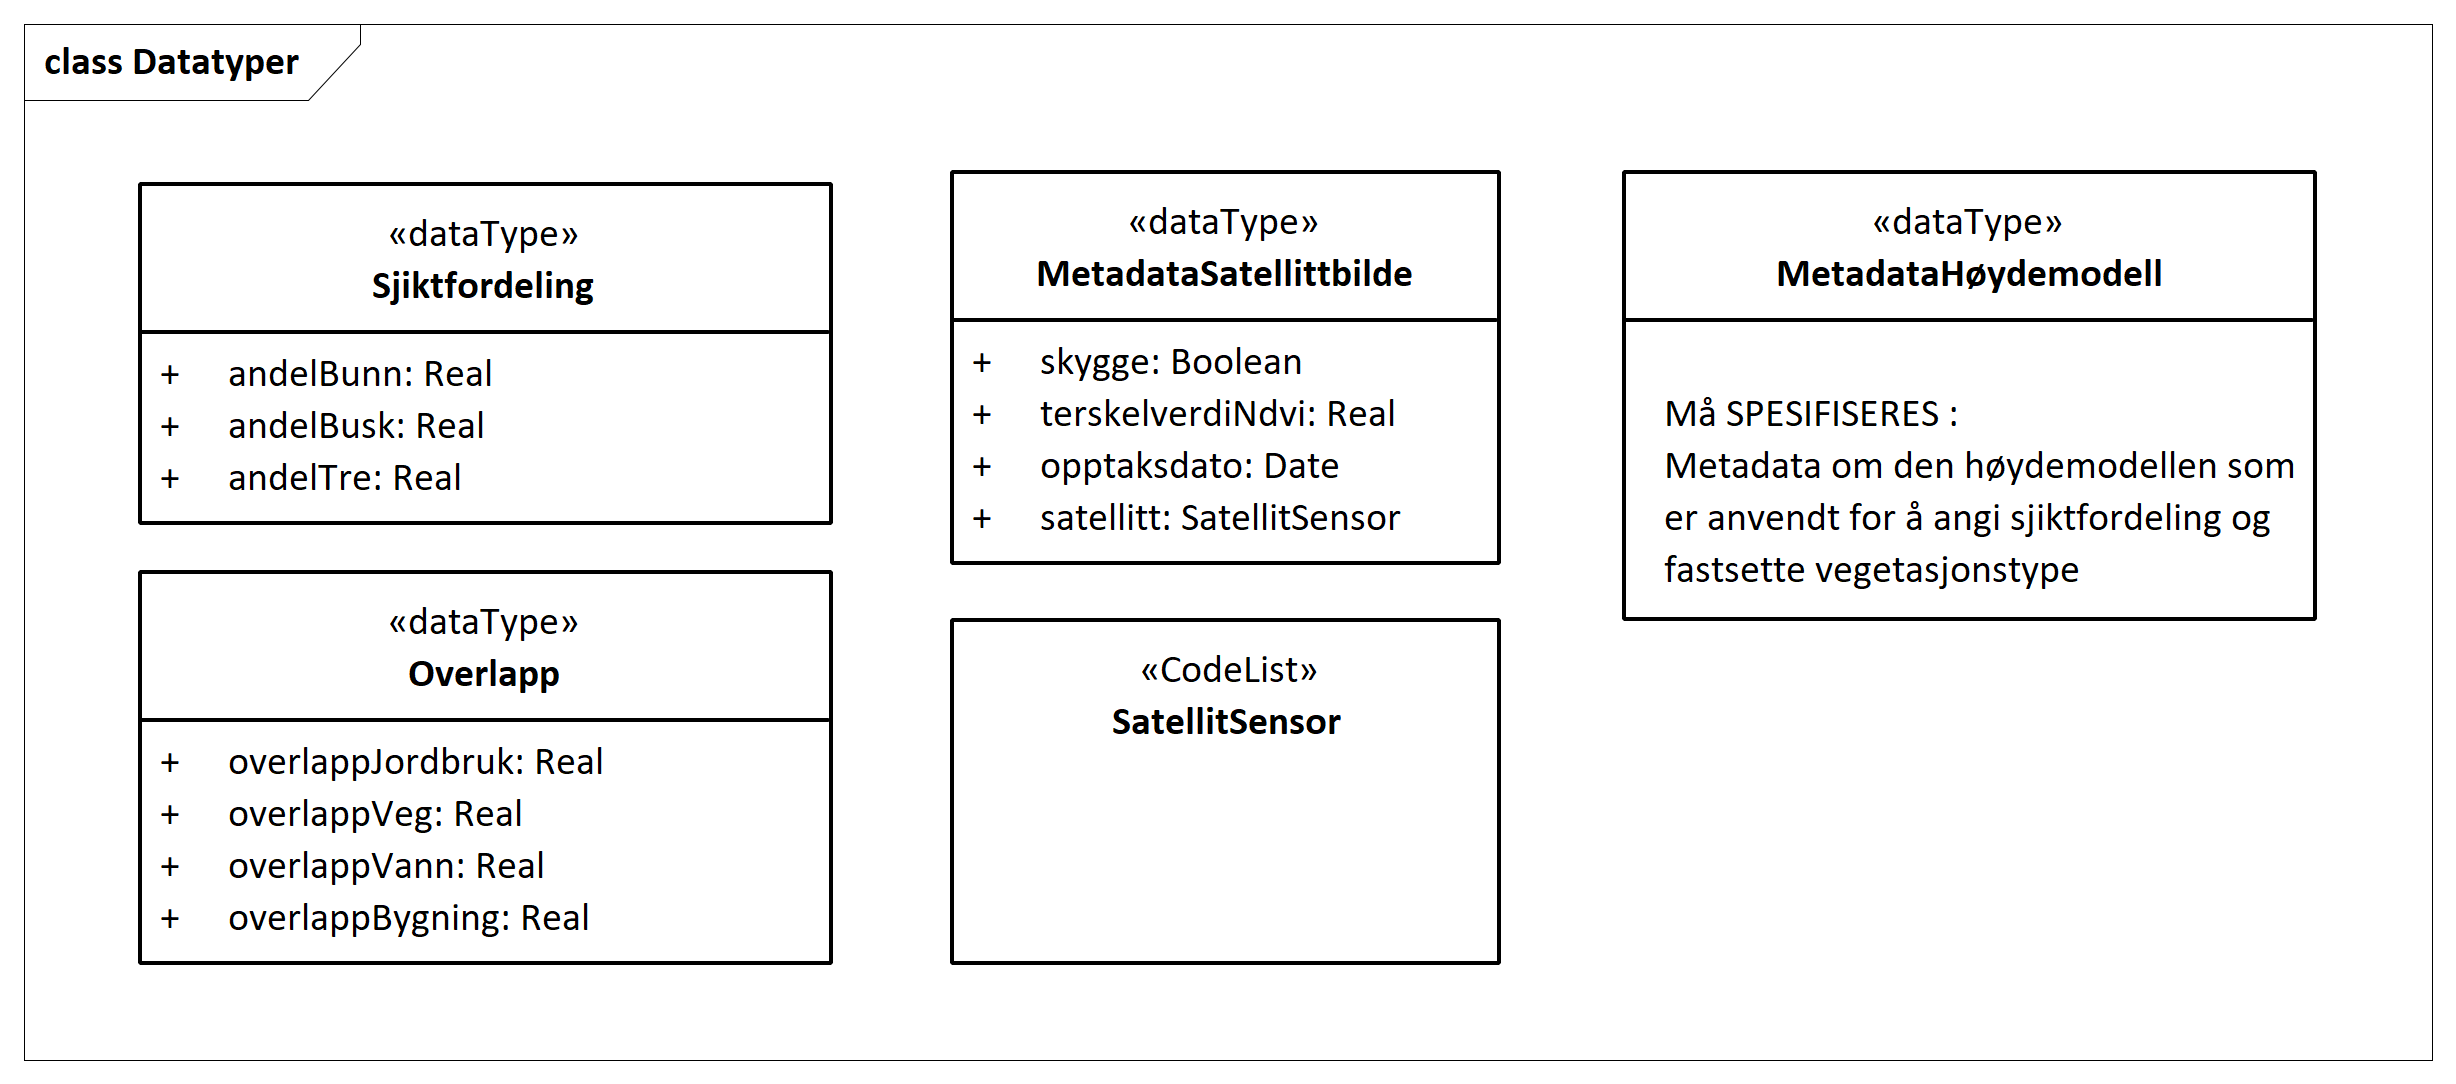 class Datatyper
«dataType»
Sjiktfordeling
+ andelBunn: Real
+ andelBusk: Real
+ andelTre: Real
«dataType»
Overlapp
+ overlappJordbruk: Real
+ overlappVeg: Real
+ overlappVann: Real
+ overlappBygning: Real
«dataType»
MetadataSatellittbilde
+ skygge: Boolean
+ terskelverdiNdvi: Real
+ opptaksdato: Date
+ satellitt: SatellitSensor
«CodeList»
SatellitSensor
«dataType»
MetadataHøydemodell
Må SPESIFISERES :
Metadata om den høydemodellen som
er anvendt for å angi sjiktfordeling og
fastsette vegetasjonstype